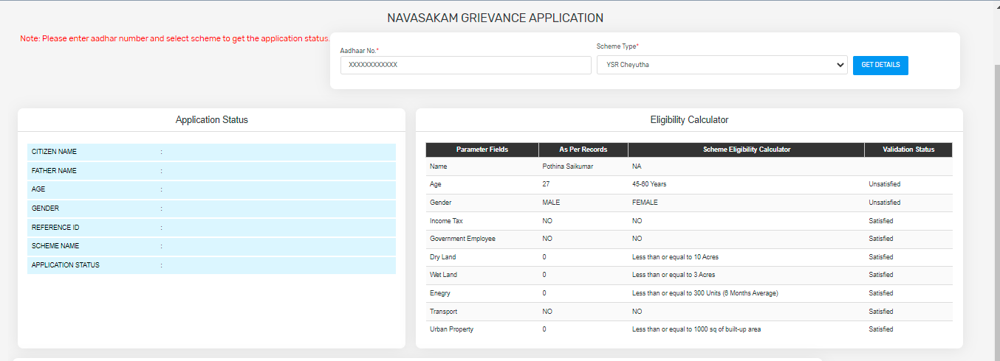 NAVASAKAM GRIEVANCE APPLICATION
Note: Please enter aadhar number and select scheme to get the application status.
Aadhaar No.*
Scheme Type*
XXXXXXXXXXXX
YSR Cheyutha
GET DETAILS
Application Status
CITIZEN NAME :
FATHER NAME :
AGE :
GENDER :
REFERENCE ID :
SCHEME NAME :
APPLICATION STATUS :
Eligibility Calculator
Parameter Fields As Per Records Scheme Eligibility Calculator Validation Status
Name Pothina Saikumar NA
Age 27 45-60 Years Unsatisfied
Gender MALE FEMALE Unsatisfied
Income Tax NO NO Satisfied
Government Employee NO NO Satisfied
Dry Land 0 Less than or equal to 10 Acres Satisfied
Wet Land 0 Less than or equal to 3 Acres Satisfied
Enegry 0 Less than or equal to 300 Units (6 Months Average) Satisfied
Transport NO NO Satisfied
Urban Property 0 Less than or equal to 1000 sq of built-up area Satisfied